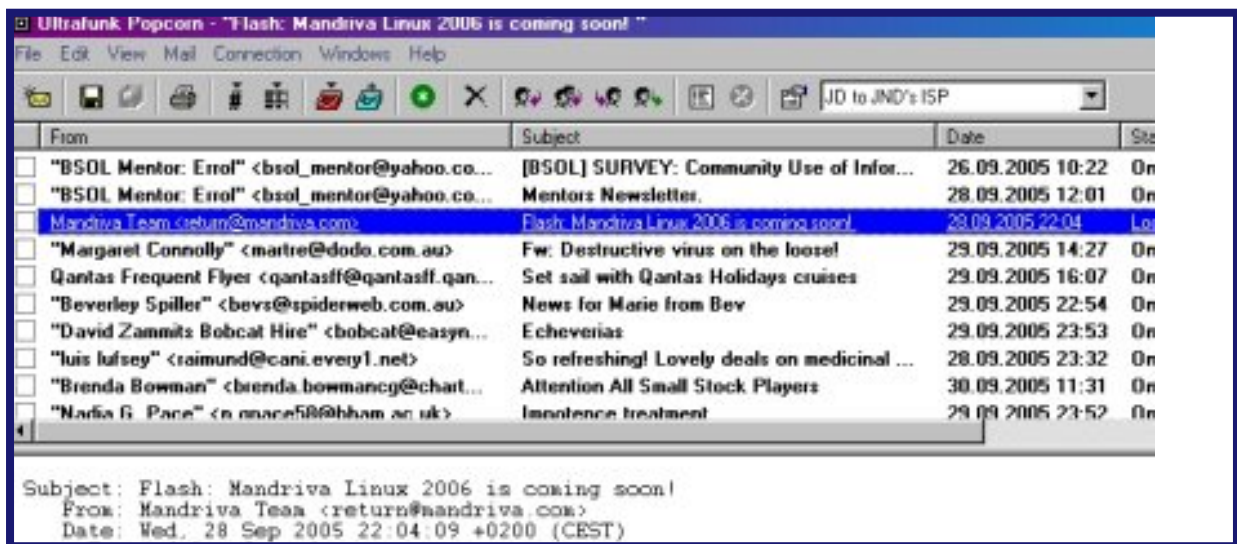 Ultrafunk Popcorn - "Flash: Mandriva Linux 2006 is coming soon! "
File Edit View Mail Connection Windows Help
JD to JND's ISP
From Subject Date Sta
"BSOL Mentor: Errol" <bsol_mentor@yahoo.co... [BSOL] SURVEY: Community Use of Infor... 26.09.2005 10:22 On
"BSOL Mentor: Errol" <bsol_mentor@yahoo.co... Mentors Newsletter. 28.09.2005 12:01 On
Mandriva Team <return@mandriva.com> Flash: Mandriva Linux 2006 is coming soon! 28.09.2005 22:04
"Margaret Connolly" <martre@dodo.com.au> Fw: Destructive virus on the loose! 29.09.2005 14:27 On
Qantas Frequent Flyer <qantasff@qantasff.qan... Set sail with Qantas Holidays cruises 29.09.2005 16:07 On
"Beverley Spiller" <bevs@spiderweb.com.au> News for Marie from Bev 29.09.2005 22:54 On
"David Zammits Bobcat Hire" <bobcat@easyn... Echeverias 29.09.2005 23:53 On
"luis lufsey" <raimund@cani.every1.net> So refreshing! Lovely deals on medicinal ... 28.09.2005 23:32 On
"Brenda Bowman" <brenda.bowmancg@chart... Attention All Small Stock Players 30.09.2005 11:31 On
"Nadia G. Pace" <n.gpace58@bham.ac.uk> Impotence treatment 29.09.2005 23:52 On
Subject: Flash: Mandriva Linux 2006 is coming soon!
From: Mandriva Team <return@mandriva.com>
Date: Wed, 28 Sep 2005 22:04:09 +0200 (CEST)